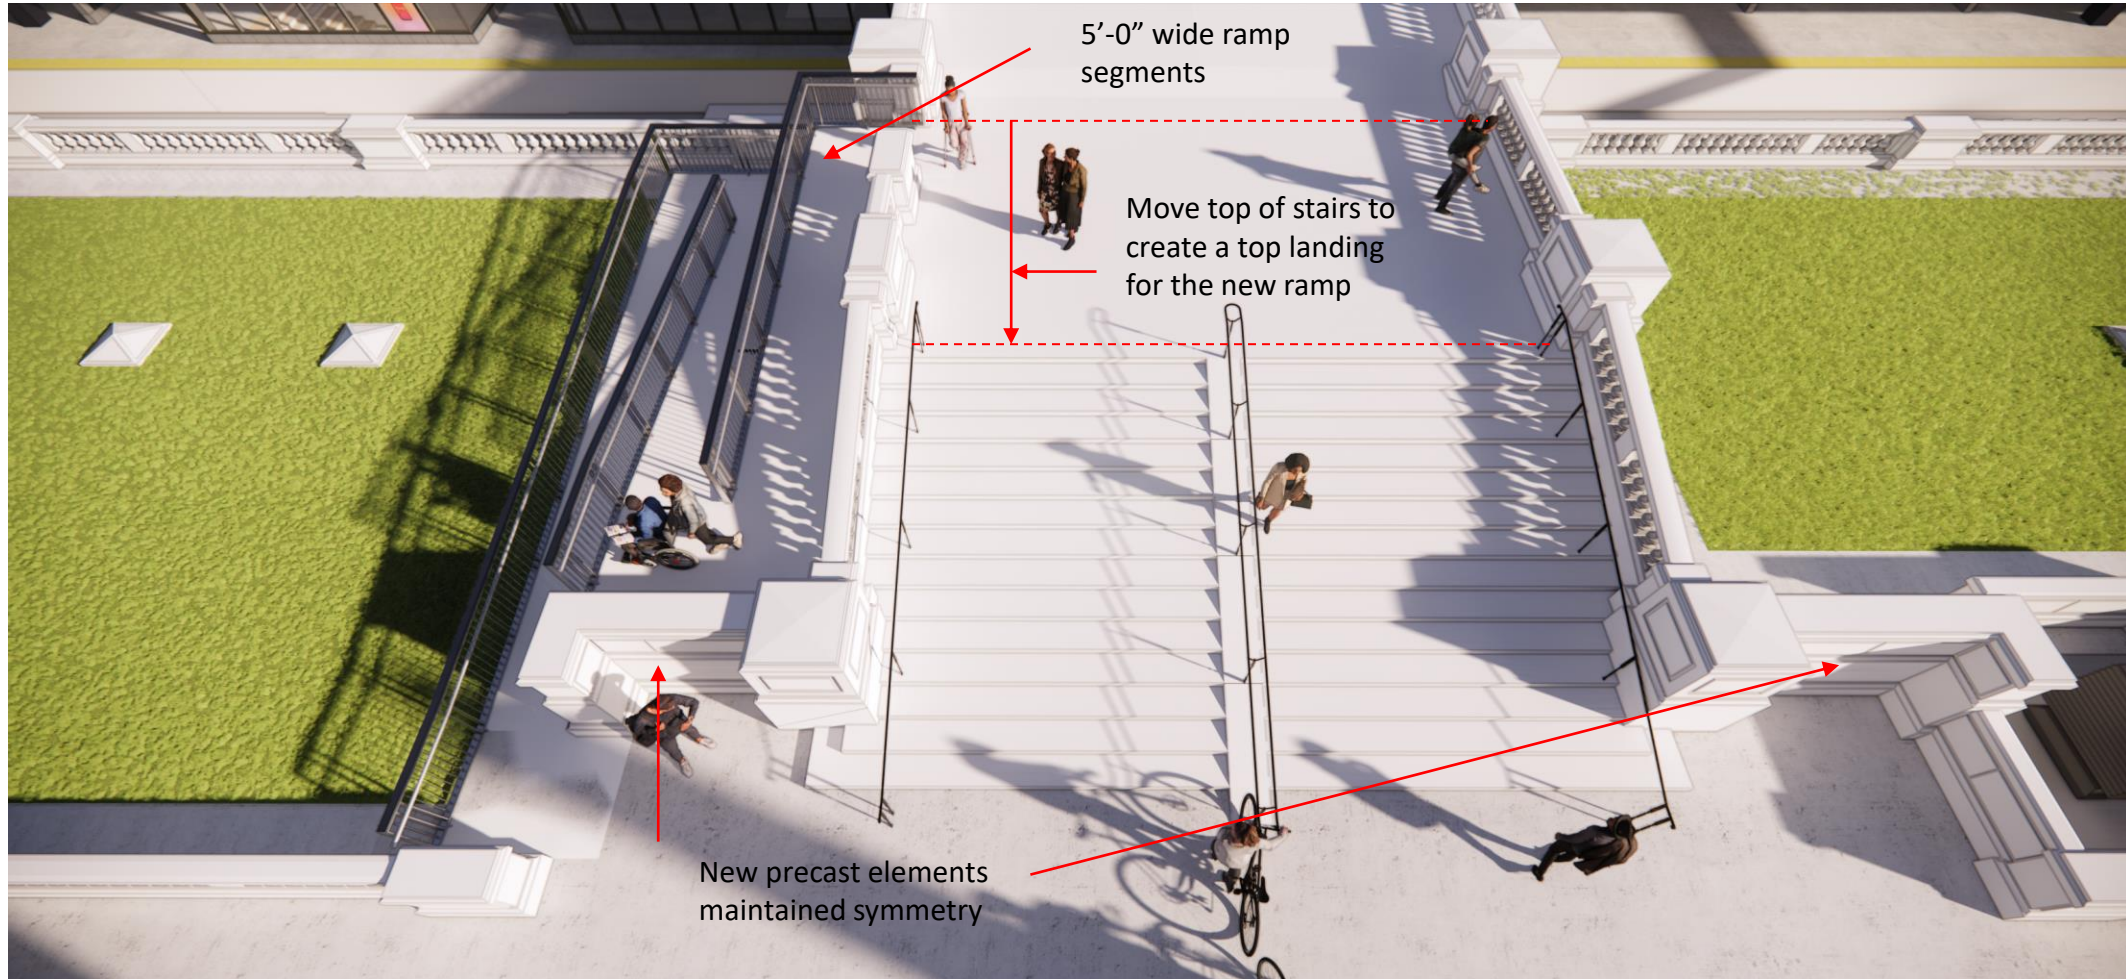 5’-0” wide ramp
segments
Move top of stairs to
create a top landing
for the new ramp
New precast elements
maintained symmetry